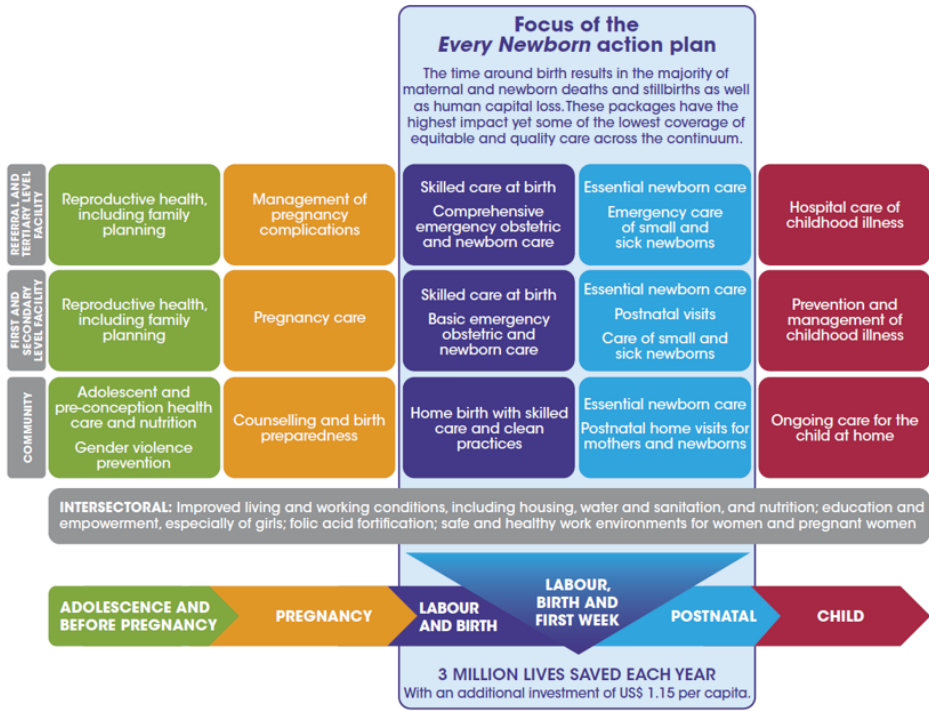 Focus of the
Every Newborn action plan
The time around birth results in the majority of
maternal and newborn deaths and stillbirths as well
as human capital loss. These packages have the
highest impact yet some of the lowest coverage of
equitable and quality care across the continuum.
REFERRAL AND
TERTIARY LEVEL
FACILITY
Reproductive health,
including family
planning
Management of
pregnancy
complications
Skilled care at birth
Comprehensive
emergency obstetric
and newborn care
Essential newborn care
Emergency care
of small and
sick newborns
Hospital care of
childhood illness
FIRST AND
SECONDARY
LEVEL FACILITY
Reproductive health,
including family
planning
Pregnancy care
Skilled care at birth
Basic emergency
obstetric and
newborn care
Essential newborn care
Postnatal visits
Care of small and
sick newborns
Prevention and
management of
childhood illness
COMMUNITY
Adolescent and
pre-conception health
care and nutrition
Gender violence
prevention
Counselling and birth
preparedness
Home birth with skilled
care and clean
practices
Essential newborn care
Postnatal home visits for
mothers and newborns
Ongoing care for the
child at home
INTERSECTORAL: Improved living and working conditions, including housing, water and sanitation, and nutrition; education and
empowerment, especially of girls; folic acid fortification; safe and healthy work environments for women and pregnant women
ADOLESCENCE AND
BEFORE PREGNANCY
PREGNANCY
LABOUR
AND BIRTH
LABOUR,
BIRTH AND
FIRST WEEK
POSTNATAL
CHILD
3 MILLION LIVES SAVED EACH YEAR
With an additional investment of US$ 1.15 per capita.